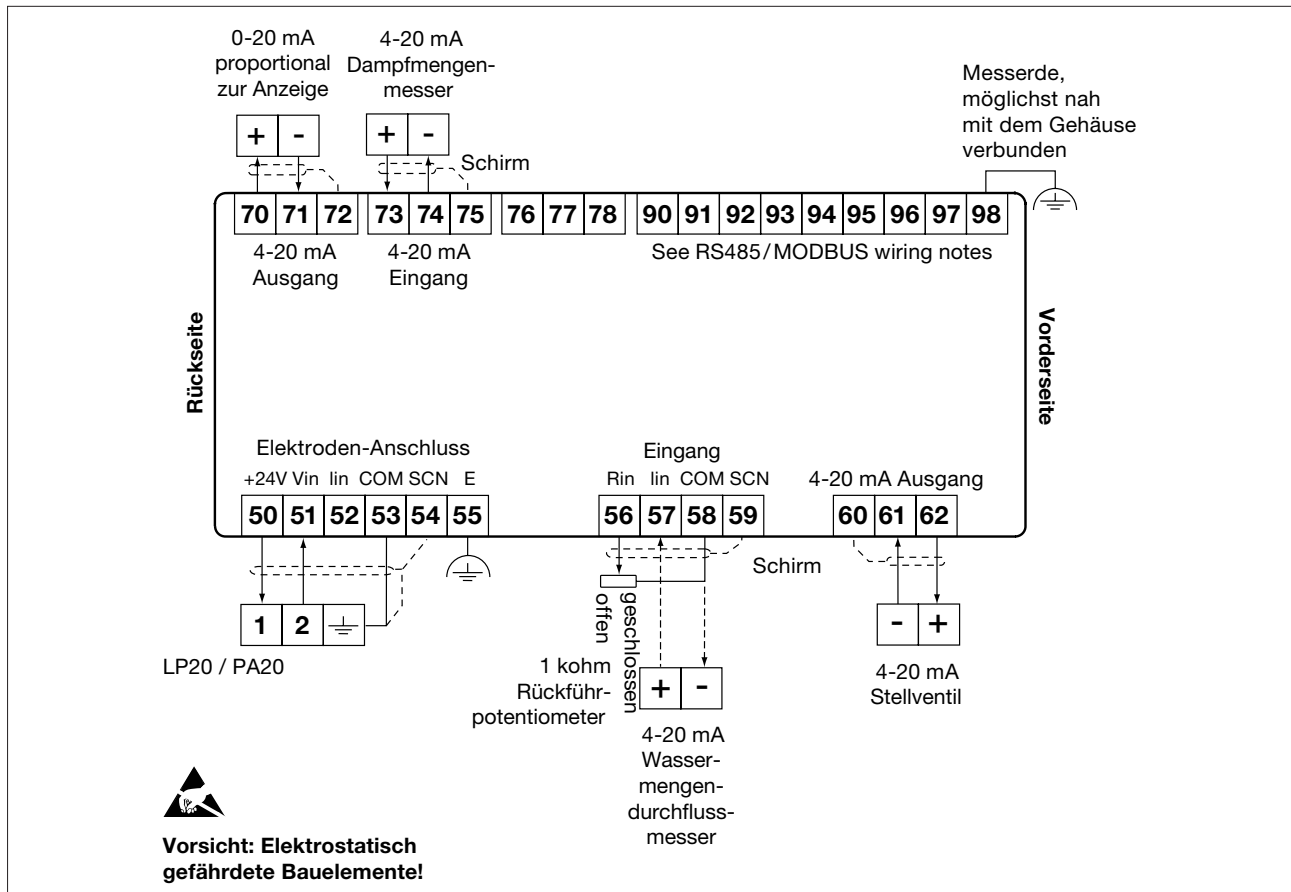 0-20 mA
proportional
zur Anzeige
4-20 mA
Dampfmengen-
messer
Messerde,
möglichst nah
mit dem Gehäuse
verbunden
+ -
+ -
Schirm
70 71 72 73 74 75 76 77 78 90 91 92 93 94 95 96 97 98
4-20 mA
Ausgang
4-20 mA
Eingang
See RS485/MODBUS wiring notes
Rückseite
Vorderseite
Elektroden-Anschluss
+24V Vin Iin COM SCN E
50 51 52 53 54 55
Eingang
Rin Iin COM SCN
56 57 58 59
4-20 mA Ausgang
60 61 62
Schirm
geschlossen
offen
1 2
LP20 / PA20
1 kohm
Rückführ-
potentiometer
+ -
4-20 mA
Wasser-
mengen-
durchfluss-
messer
- +
4-20 mA
Stellventil
Vorsicht: Elektrostatisch
gefährdete Bauelemente!